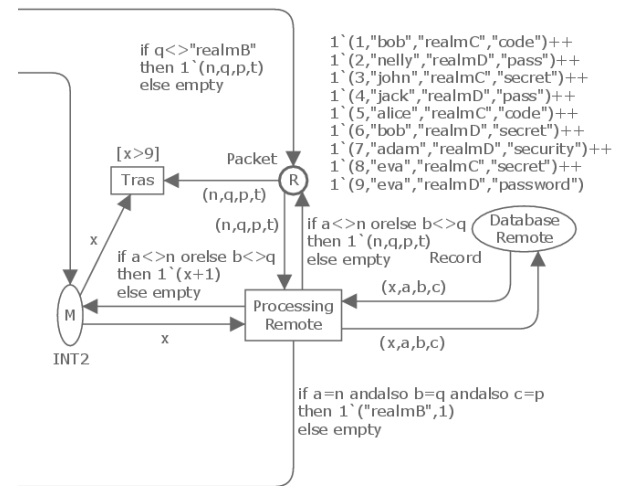 if q<>"realmB"
then 1`(n,q,p,t)
else empty
1`(1,"bob","realmC","code")++
1`(2,"nelly","realmD","pass")++
1`(3,"john","realmC","secret")++
1`(4,"jack","realmD","pass")++
1`(5,"alice","realmC","code")++
1`(6,"bob","realmD","secret")++
1`(7,"adam","realmD","security")++
1`(8,"eva","realmC","secret")++
1`(9,"eva","realmD","password")
[x>9]
Packet
Tras
R
(n,q,p,t)
(n,q,p,t)
if a<>n orelse b<>q
then 1`(n,q,p,t)
else empty
Database
Remote
Record
x
if a<>n orelse b<>q
then 1`(x+1)
else empty
(x,a,b,c)
M
Processing
Remote
x
(x,a,b,c)
INT2
if a=n andalso b=q andalso c=p
then 1`("realmB",1)
else empty